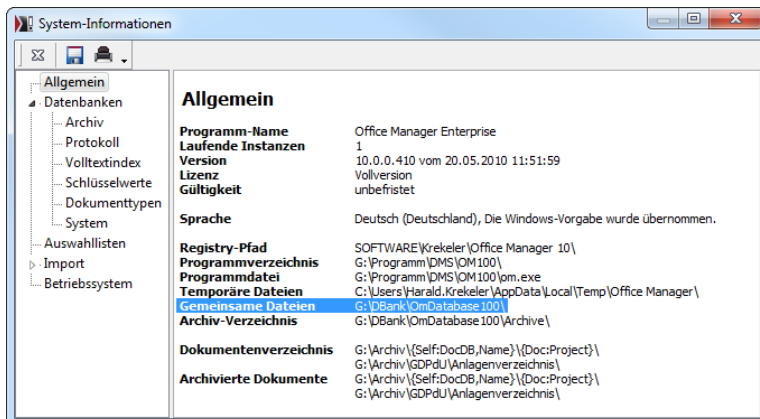 System-Informationen
Allgemein
Datenbanken
Archiv
Protokoll
Volltextindex
Schlüsselwerte
Dokumenttypen
System
Auswahllisten
Import
Betriebssystem
Allgemein
Programm-Name Office Manager Enterprise
Laufende Instanzen 1
Version 10.0.0.410 vom 20.05.2010 11:51:59
Lizenz Vollversion
Gültigkeit unbefristet
Sprache Deutsch (Deutschland), Die Windows-Vorgabe wurde übernommen.
Registry-Pfad SOFTWARE\Krekeler\Office Manager 10\
Programmverzeichnis G:\Programm\DMS\OM100\
Programmdatei G:\Programm\DMS\OM100\om.exe
Temporäre Dateien C:\Users\Harald.Krekeler\AppData\Local\Temp\Office Manager\
Gemeinsame Dateien G:\DBank\OmDatabase100\
Archiv-Verzeichnis G:\DBank\OmDatabase100\Archive\
Dokumentenverzeichnis G:\Archiv\{Self:DocDB,Name}\{Doc:Project}\
G:\Archiv\GDPdU\Anlagenverzeichnis\
Archivierte Dokumente G:\Archiv\{Self:DocDB,Name}\{Doc:Project}\
G:\Archiv\GDPdU\Anlagenverzeichnis\